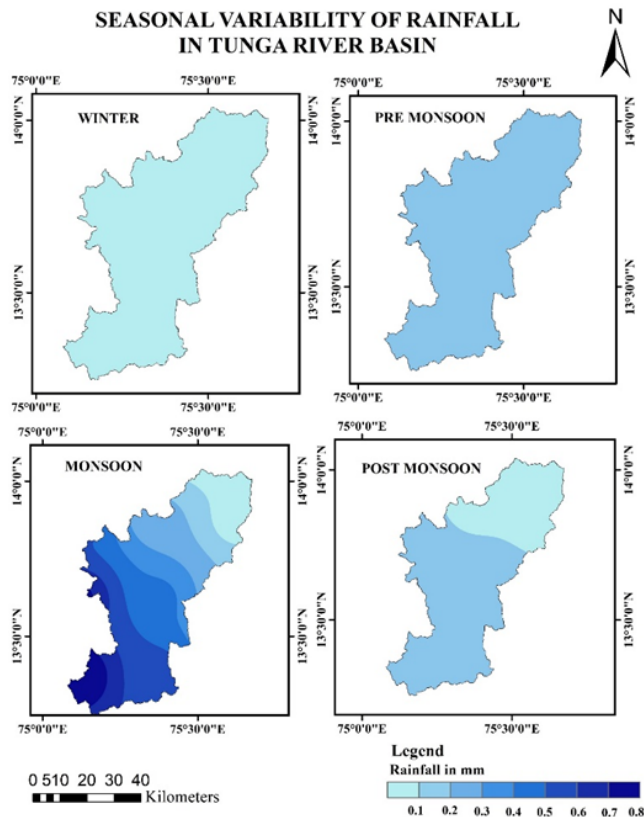 SEASONAL VARIABILITY OF RAINFALL
IN TUNGA RIVER BASIN
N
75°0'0"E
75°30'0"E
WINTER
14°0'0"N
14°0'0"N
13°30'0"N
13°30'0"N
75°0'0"E
75°30'0"E
75°0'0"E
75°30'0"E
PRE MONSOON
14°0'0"N
14°0'0"N
13°30'0"N
13°30'0"N
75°0'0"E
75°30'0"E
75°0'0"E
75°30'0"E
MONSOON
14°0'0"N
14°0'0"N
13°30'0"N
13°30'0"N
75°0'0"E
75°30'0"E
75°0'0"E
75°30'0"E
POST MONSOON
14°0'0"N
14°0'0"N
13°30'0"N
13°30'0"N
75°0'0"E
75°30'0"E
0 510 20 30 40
Kilometers
Legend
Rainfall in mm
0.1 0.2 0.3 0.4 0.5 0.6 0.7 0.8